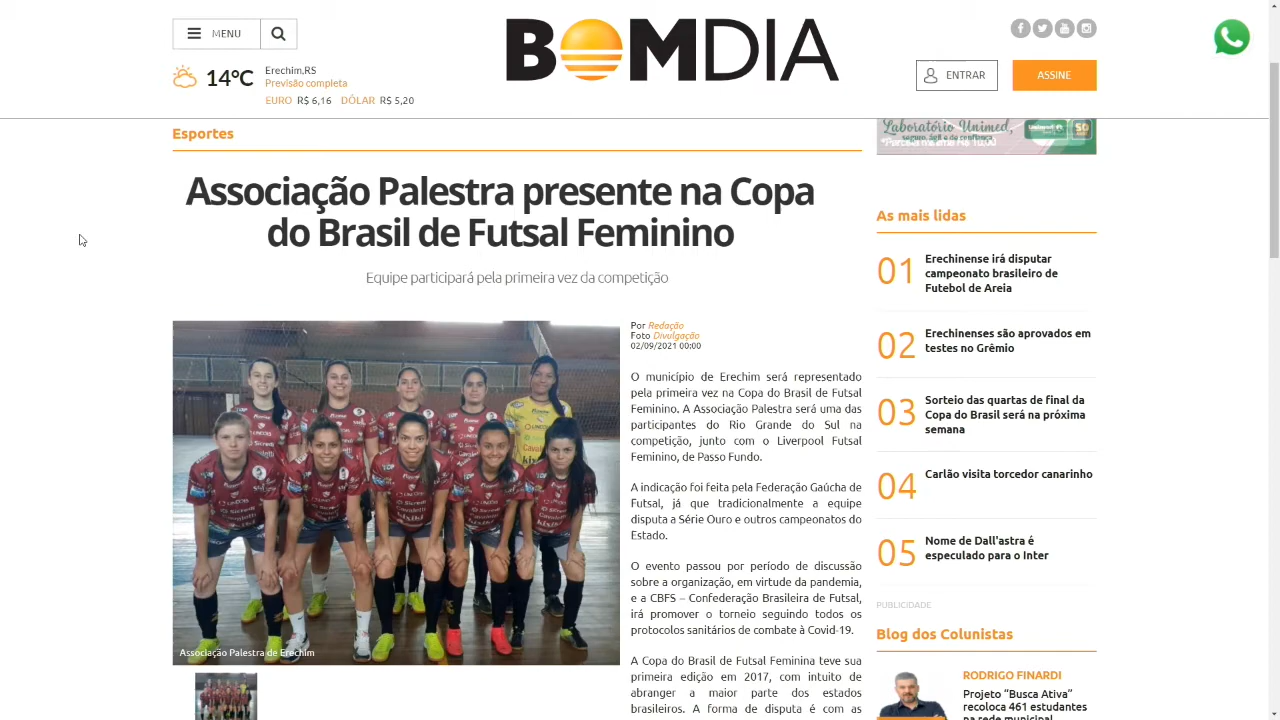 MENU
BOMDIA
14°C
Erechim,RS
Previsão completa
EURO R$ 6,16 DÓLAR R$ 5,20
ENTRAR
ASSINE
Esportes
Associação Palestra presente na Copa
do Brasil de Futsal Feminino
Equipe participará pela primeira vez da competição
Por Redação
Foto Divulgação
02/09/2021 00:00
O município de Erechim será representado
pela primeira vez na Copa do Brasil de Futsal
Feminino. A Associação Palestra será uma das
participantes do Rio Grande do Sul na
competição, junto com o Liverpool Futsal
Feminino, de Passo Fundo.
A indicação foi feita pela Federação Gaúcha de
Futsal, já que tradicionalmente a equipe
disputa a Série Ouro e outros campeonatos do
Estado.
O evento passou por período de discussão
sobre a organização, em virtude da pandemia,
e a CBFS – Confederação Brasileira de Futsal,
irá promover o torneio seguindo todos os
protocolos sanitários de combate à Covid-19.
A Copa do Brasil de Futsal Feminina teve sua
primeira edição em 2017, com intuito de
abranger a maior parte dos estados
brasileiros. A forma de disputa é com as
Associação Palestra de Erechim
Laboratório Unimed,
seguro, ágil e de confiança
As mais lidas
01 Erechinense irá disputar
campeonato brasileiro de
Futebol de Areia
02 Erechinenses são aprovados em
testes no Grêmio
03 Sorteio das quartas de final da
Copa do Brasil será na próxima
semana
04 Carlão visita torcedor canarinho
05 Nome de Dall'astra é
especulado para o Inter
PUBLICIDADE
Blog dos Colunistas
RODRIGO FINARDI
Projeto “Busca Ativa”
recoloca 461 estudantes
na rede municipal